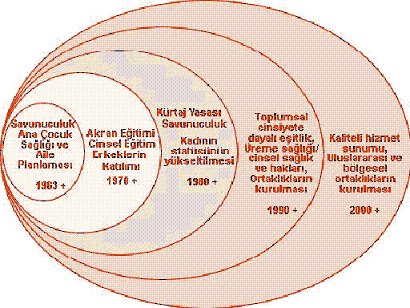 Savunuculuk
Ana Çocuk
Sağlığı ve
Aile
Planlaması
1963 +
Akran Eğitimi
Cinsel Eğitim
Erkeklerin
Katılımı
1970 +
Kürtaj Yasası
Savunuculuk
Kadının
statüsünün
yükseltilmesi
1980 +
Toplumsal
cinsiyete
dayalı eşitlik,
Üreme sağlığı/
cinsel sağlık
ve hakları,
Ortaklıkların
kurulması
1990 +
Kaliteli hizmet
sunumu,
Uluslararası ve
bölgesel
ortaklıkların
kurulması
2000 +